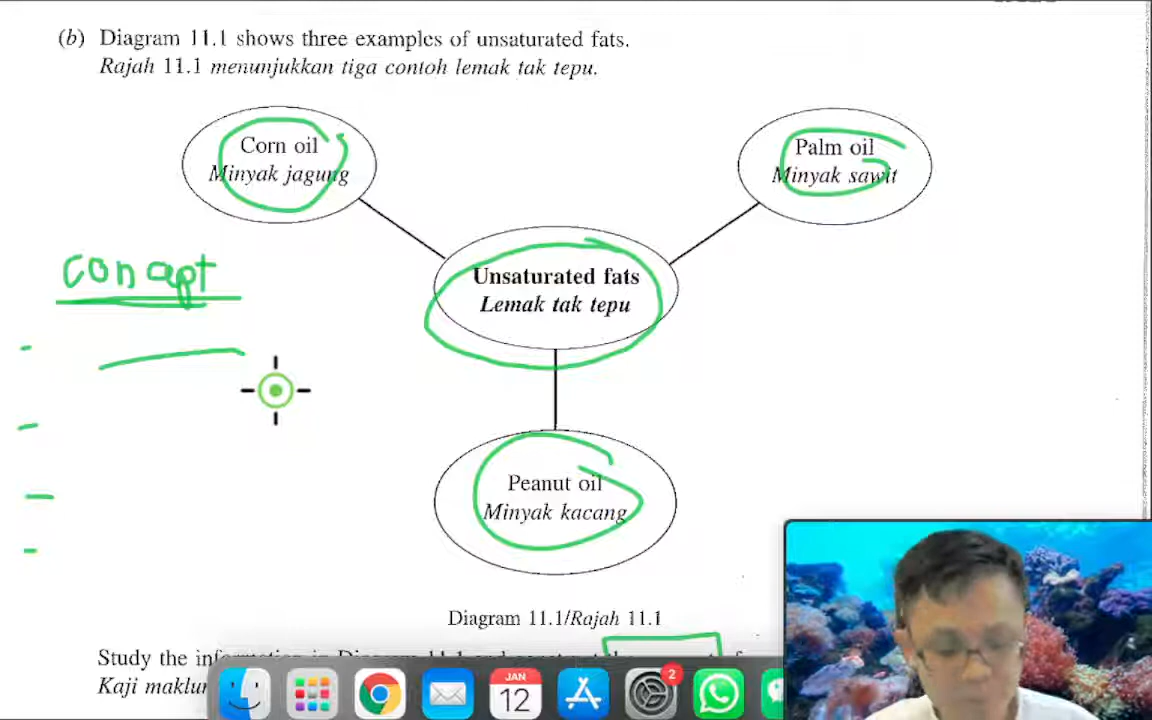 (b) Diagram 11.1 shows three examples of unsaturated fats.
Rajah 11.1 menunjukkan tiga contoh lemak tak tepu.
Corn oil
Minyak jagung
Palm oil
Minyak sawit
Unsaturated fats
Lemak tak tepu
concept
Peanut oil
Minyak kacang
Diagram 11.1/Rajah 11.1
Study the
Kaji
JAN
12
2